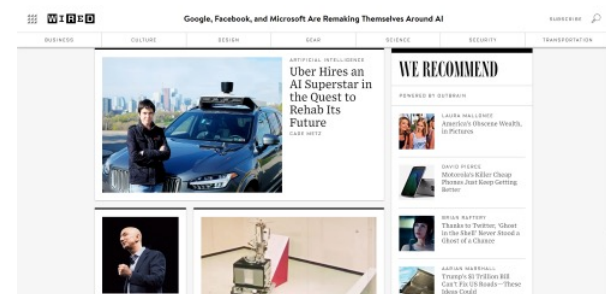 WIRED
Google, Facebook, and Microsoft Are Remaking Themselves Around AI
SUBSCRIBE
BUSINESS
CULTURE
DESIGN
GEAR
SCIENCE
SECURITY
TRANSPORTATION
ARTIFICIAL INTELLIGENCE
Uber Hires an
AI Superstar in
the Quest to
Rehab Its
Future
CADE METZ
WE RECOMMEND
POWERED BY OUTBRAIN
LAURA MALLONEE
America's Obscene Wealth,
in Pictures
DAVID PIERCE
Motorola's Killer Cheap
Phones Just Keep Getting
Better
BRIAN RAFTERY
Thanks to Twitter, 'Ghost
in the Shell' Never Stood a
Ghost of a Chance
AARIAN MARSHALL
Trump's $1 Trillion Bill
Can't Fix US Roads—These
Ideas Could